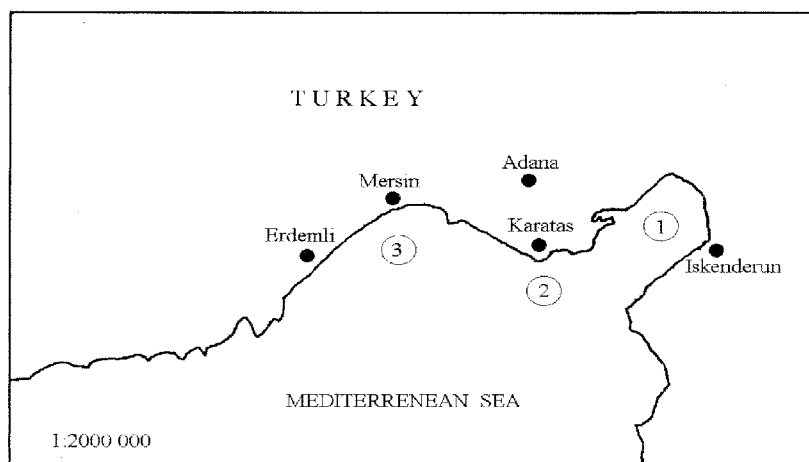 TURKEY
Adana
Mersin
Karatas
1
Erdemli
3
Iskenderun
2
MEDITERRENEAN SEA
1:2000 000